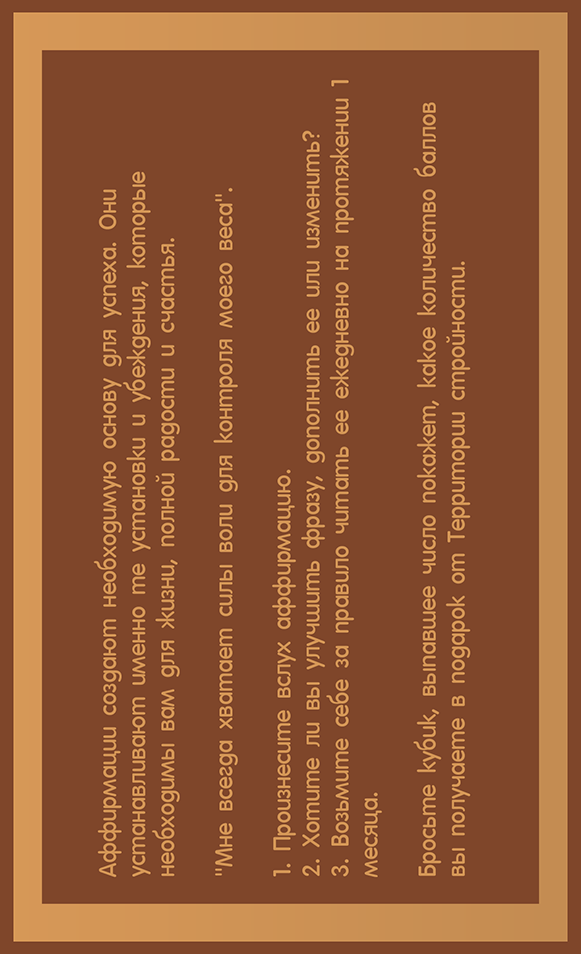 Аффирмации создают необходимую основу для успеха. Они
устанавливают именно те установки и убеждения, которые
необходимы вам для жизни, полной радости и счастья.
"Мне всегда хватает силы воли для контроля моего веса".
1. Произнесите вслух аффирмацию.
2. Хотите ли вы улучшить фразу, дополнить ее или изменить?
3. Возьмите себе за правило читать ее ежедневно на протяжении 1
месяца.
Бросьте кубик, выпавшее число покажет, какое количество баллов
вы получаете в подарок от Территории стройности.